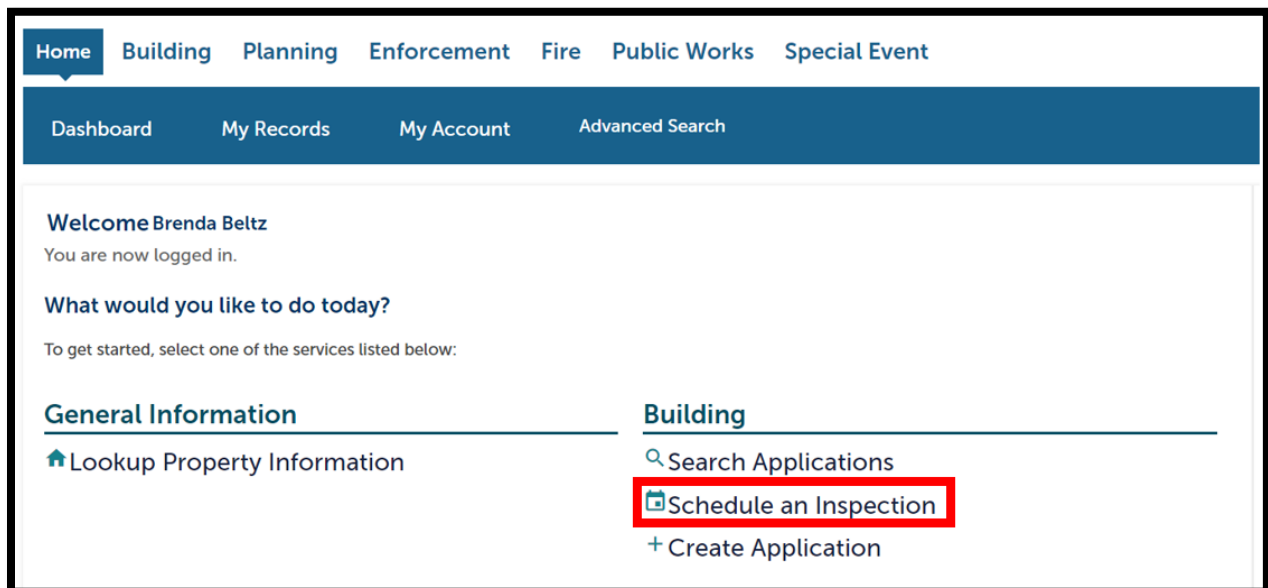 Home Building Planning Enforcement Fire Public Works Special Event
Dashboard My Records My Account Advanced Search
Welcome Brenda Beltz
You are now logged in.
What would you like to do today?
To get started, select one of the services listed below:
General Information
Lookup Property Information
Building
Search Applications
Schedule an Inspection
Create Application